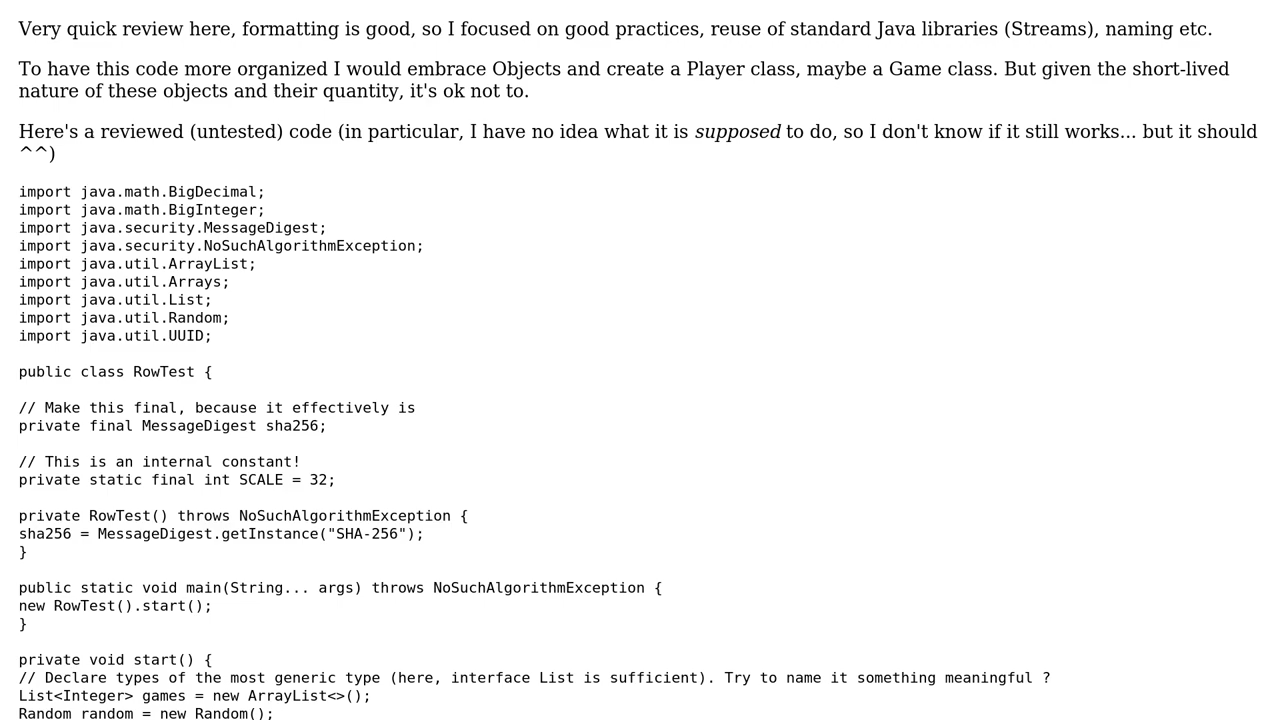 Very quick review here, formatting is good, so I focused on good practices, reuse of standard Java libraries (Streams), naming etc.
To have this code more organized I would embrace Objects and create a Player class, maybe a Game class. But given the short-lived
nature of these objects and their quantity, it's ok not to.
Here's a reviewed (untested) code (in particular, I have no idea what it is supposed to do, so I don't know if it still works... but it should
^^)
import java.math.BigDecimal;
import java.math.BigInteger;
import java.security.MessageDigest;
import java.security.NoSuchAlgorithmException;
import java.util.ArrayList;
import java.util.Arrays;
import java.util.List;
import java.util.Random;
import java.util.UUID;
public class RowTest {
// Make this final, because it effectively is
private final MessageDigest sha256;
// This is an internal constant!
private static final int SCALE = 32;
private RowTest() throws NoSuchAlgorithmException {
sha256 = MessageDigest.getInstance("SHA-256");
}
public static void main(String... args) throws NoSuchAlgorithmException {
new RowTest().start();
}
private void start() {
// Declare types of the most generic type (here, interface List is sufficient). Try to name it something meaningful ?
List<Integer> games = new ArrayList<>();
Random random = new Random();